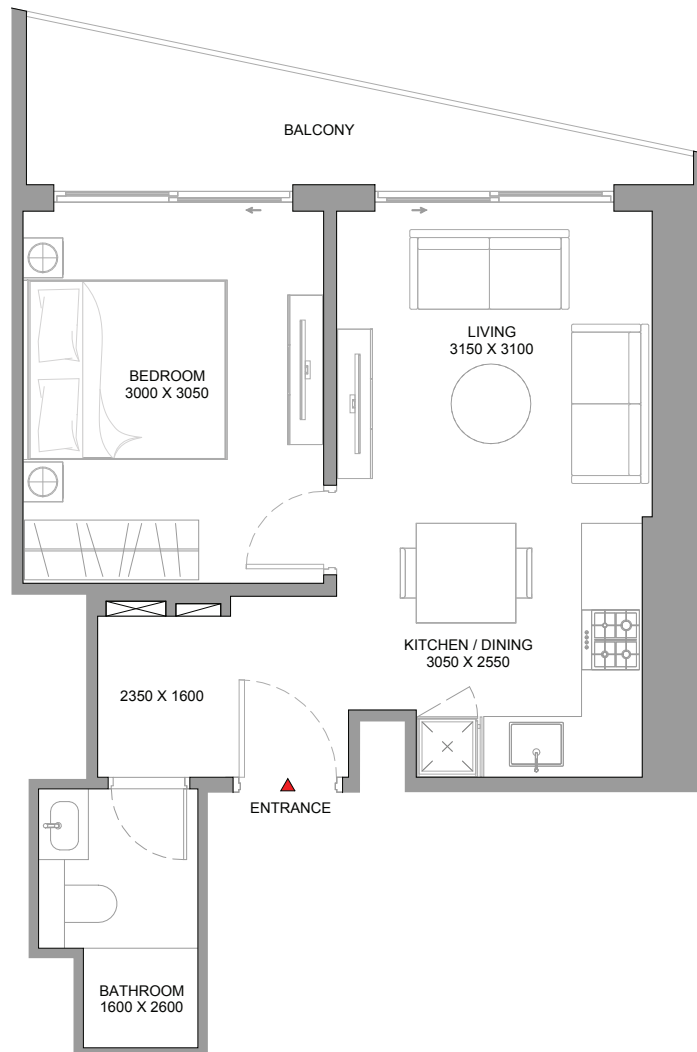 BALCONY
LIVING
3150 X 3100
BEDROOM
3000 X 3050
KITCHEN / DINING
3050 X 2550
2350 X 1600
ENTRANCE
BATHROOM
1600 X 2600